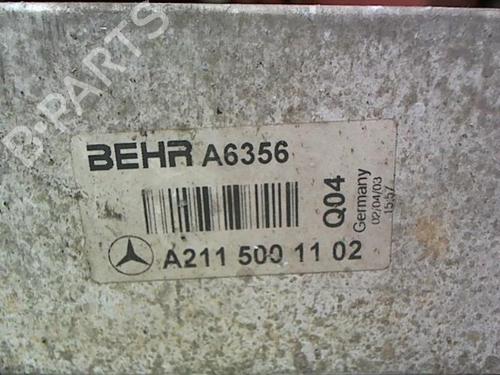 B-PARTS
BEHR A6356
A211 500 11 02
Q04
Germany
02/04/03
15:57